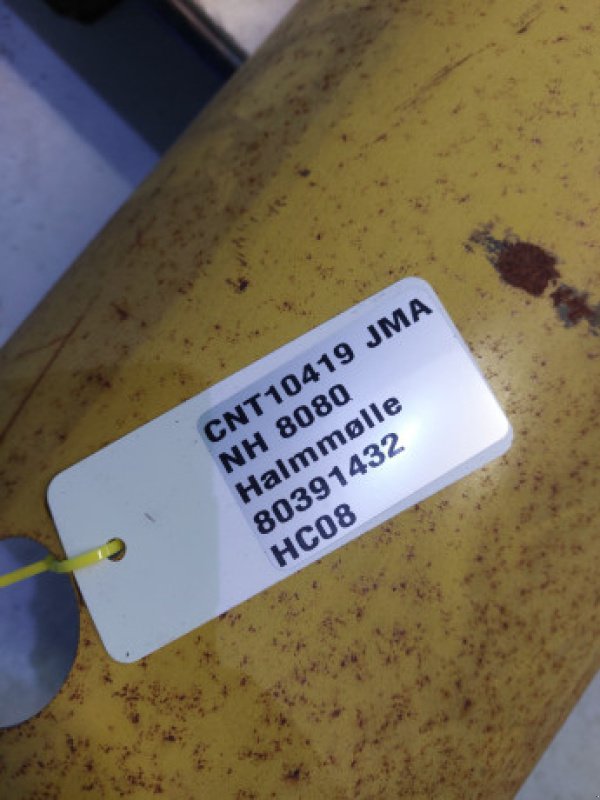 CNT10419 JMA
NH 8080
Halmmølle
80391432
HC08